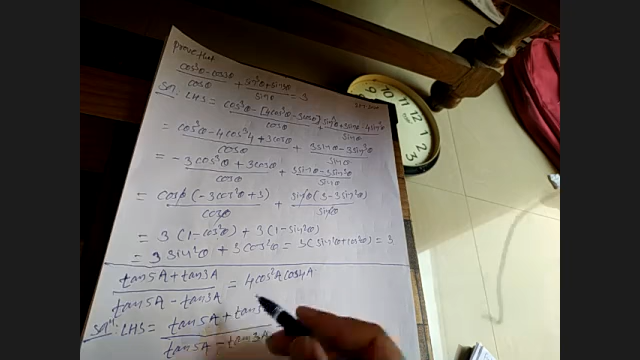 Prove that
cos³θ-cos3θ/cosθ + sin³θ+sin3θ/sinθ = 3
LHS = cos³θ-[4cos³θ-3cosθ]/cosθ + sin³θ+3sinθ-4sin³θ/sinθ
= cos³θ-4cos³θ+3cosθ/cosθ + 3sinθ-3sin³θ/sinθ
= -3cos³θ+3cosθ/cosθ + 3sinθ-3sin³θ/sinθ
= cosθ(-3cos²θ+3)/cosθ + sinθ(3-3sin²θ)/sinθ
= 3(1-cos²θ) + 3(1-sin²θ)
= 3sin²θ + 3cos²θ = 3(sin²θ+cos²θ) = 3
tan5A+tan3A/tan5A-tan3A = 4cos2A cos4A
LHS = tan5A + tan3A/tan5A - tan3A
10 11 12